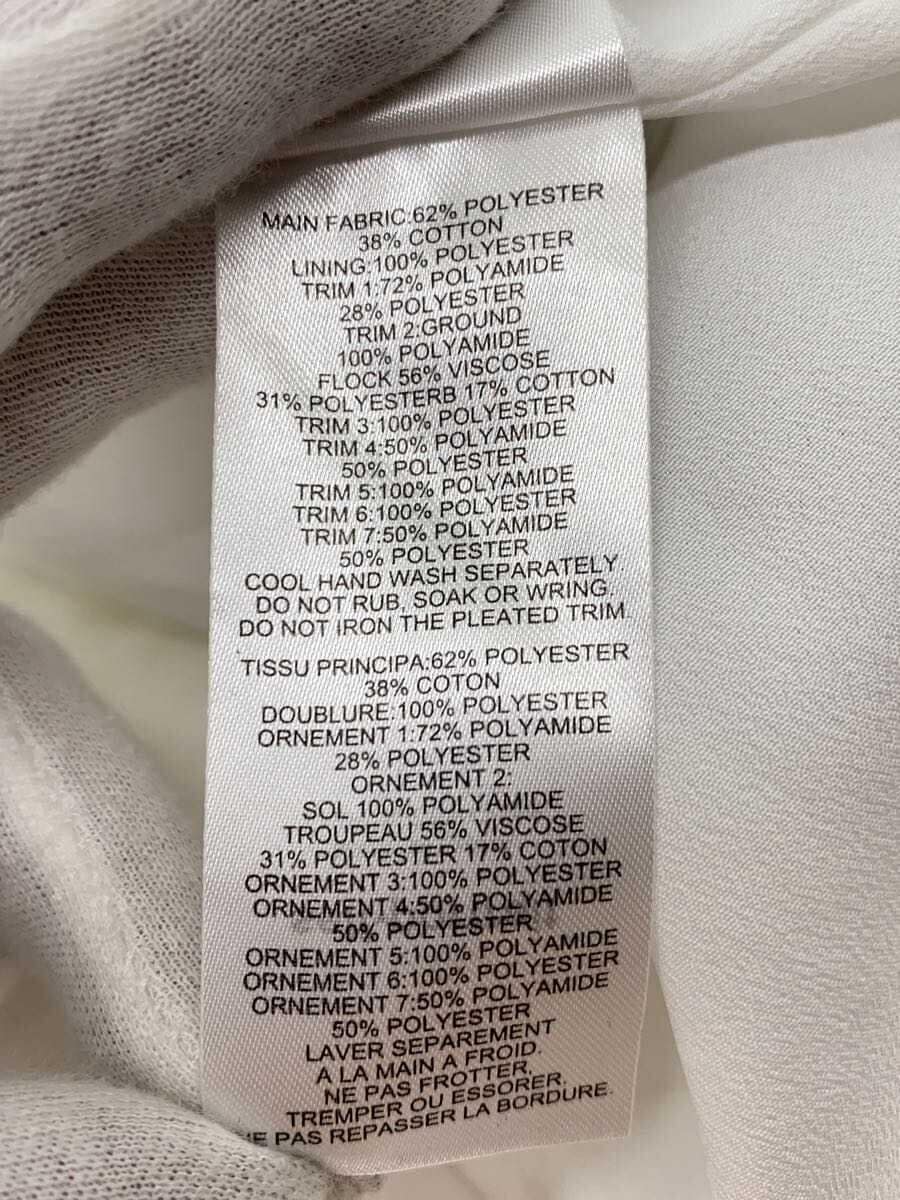 MAIN FABRIC:62% POLYESTER
38% COTTON
LINING:100% POLYESTER
TRIM 1:72% POLYAMIDE
28% POLYESTER
TRIM 2:GROUND
100% POLYAMIDE
FLOCK 56% VISCOSE
31% POLYESTERB 17% COTTON
TRIM 3:100% POLYESTER
TRIM 4:50% POLYAMIDE
50% POLYESTER
TRIM 5:100% POLYAMIDE
TRIM 6:100% POLYESTER
TRIM 7:50% POLYAMIDE
50% POLYESTER
COOL HAND WASH SEPARATELY.
DO NOT RUB, SOAK OR WRING.
DO NOT IRON THE PLEATED TRIM.
TISSU PRINCIPA:62% POLYESTER
38% COTON
DOUBLURE:100% POLYESTER
ORNEMENT 1:72% POLYAMIDE
28% POLYESTER
ORNEMENT 2:
SOL 100% POLYAMIDE
TROUPEAU 56% VISCOSE
31% POLYESTER 17% COTON
ORNEMENT 3:100% POLYESTER
ORNEMENT 4:50% POLYAMIDE
50% POLYESTER
ORNEMENT 5:100% POLYAMIDE
ORNEMENT 6:100% POLYESTER
ORNEMENT 7:50% POLYAMIDE
50% POLYESTER
LAVER SEPAREMENT
A LA MAIN A FROID.
NE PAS FROTTER,
TREMPER OU ESSORER.
PAS REPASSER LA BORDURE.